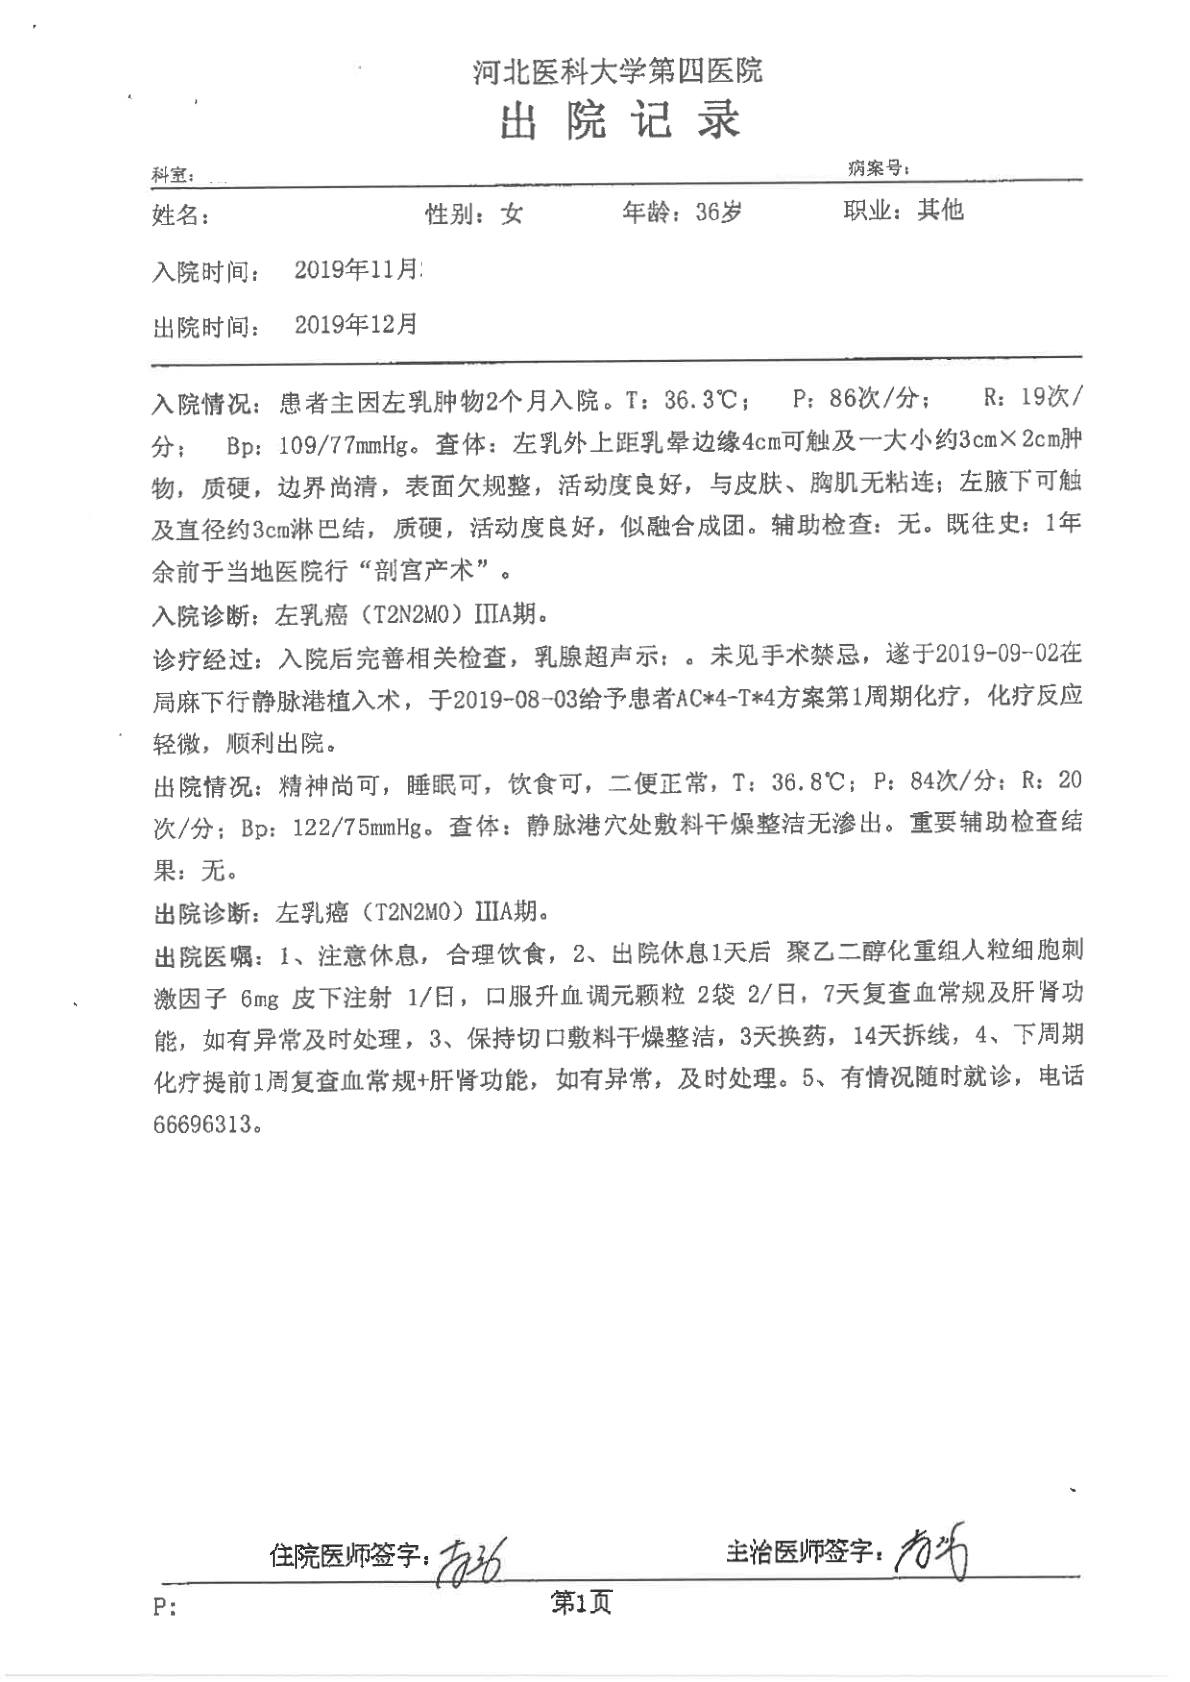 河北医科大学第四医院
出院记录
科室： 病案号：
姓名： 性别：女 年龄：36岁 职业：其他
入院时间： 2019年11月
出院时间： 2019年12月
入院情况：患者主因左乳肿物2个月入院。T：36.3℃； P：86次/分； R：19次/
分； Bp：109/77mmHg。查体：左乳外上距乳晕边缘4cm可触及一大小约3cm×2cm肿
物，质硬，边界尚清，表面欠规整，活动度良好，与皮肤、胸肌无粘连；左腋下可触
及直径约3cm淋巴结，质硬，活动度良好，似融合成团。辅助检查：无。既往史：1年
余前于当地医院行“剖宫产术”。
入院诊断：左乳癌（T2N2M0）ⅢA期。
诊疗经过：入院后完善相关检查，乳腺超声示：。未见手术禁忌，遂于2019-09-02在
局麻下行静脉港植入术，于2019-08-03给予患者AC*4-T*4方案第1周期化疗，化疗反应
轻微，顺利出院。
出院情况：精神尚可，睡眠可，饮食可，二便正常，T：36.8℃；P：84次/分；R：20
次/分；Bp：122/75mmHg。查体：静脉港穴处敷料干燥整洁无渗出。重要辅助检查结
果：无。
出院诊断：左乳癌（T2N2M0）ⅢA期。
出院医嘱：1、注意休息，合理饮食，2、出院休息1天后 聚乙二醇化重组人粒细胞刺
激因子 6mg 皮下注射 1/日，口服升血调元颗粒 2袋 2/日，7天复查血常规及肝肾功
能，如有异常及时处理，3、保持切口敷料干燥整洁，3天换药，14天拆线，4、下周期
化疗提前1周复查血常规+肝肾功能，如有异常，及时处理。5、有情况随时就诊，电话
66696313。
住院医师签字： 主治医师签字：
P： 第1页